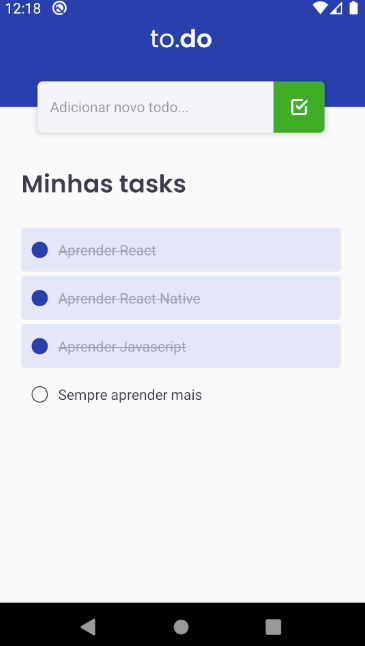 12:18
to.do
Adicionar novo todo...
Minhas tasks
Aprender React
Aprender React Native
Aprender Javascript
Sempre aprender mais